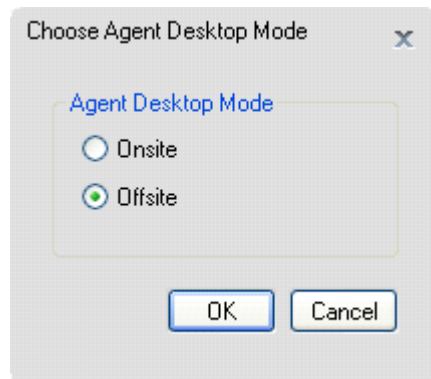 Choose Agent Desktop Mode
Agent Desktop Mode
Onsite
Offsite
OK
Cancel